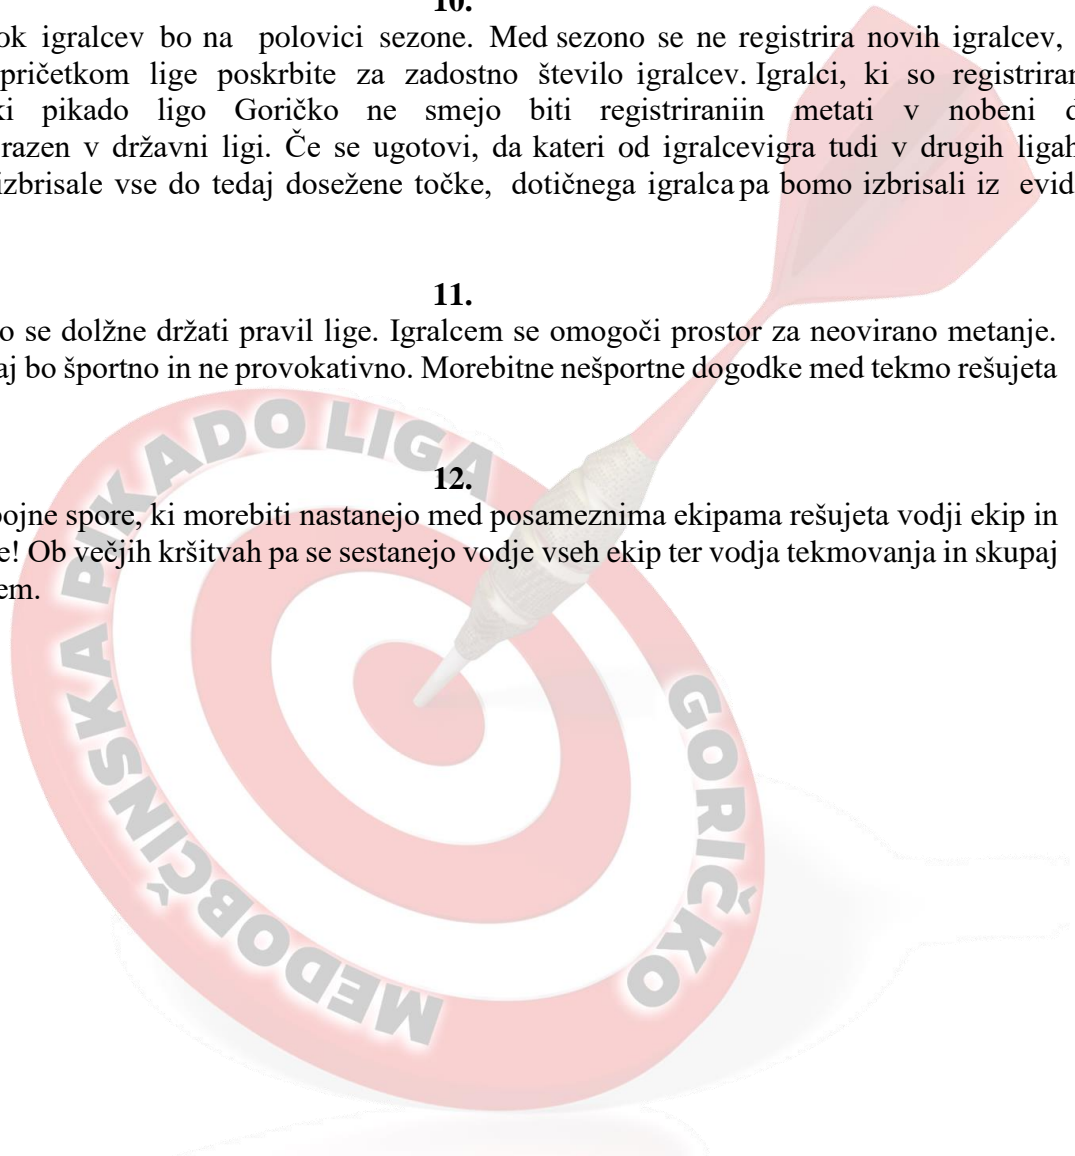 10.
ok igralcev bo na polovici sezone. Med sezono se ne registrira novih igralcev,
pričetkom lige poskrbite za zadostno število igralcev. Igralci, ki so registrirar
ki pikado ligo Goričko ne smejo biti registriraniin metati v nobeni d
razen v državni ligi. Če se ugotovi, da kateri od igralcevigra tudi v drugih ligah
izbrisale vse do tedaj dosežene točke, dotičnega igralca pa bomo izbrisali iz evid
11.
o se dolžne držati pravil lige. Igralcem se omogoči prostor za neovirano metanje.
aj bo športno in ne provokativno. Morebitne nešportne dogodke med tekmo rešujeta
12.
ojne spore, ki morebiti nastanejo med posameznima ekipama rešujeta vodji ekip in
e! Ob večjih kršitvah pa se sestanejo vodje vseh ekip ter vodja tekmovanja in skupaj
em.
MEDOBČINSKA PIKADO LIGA
GORIČKO